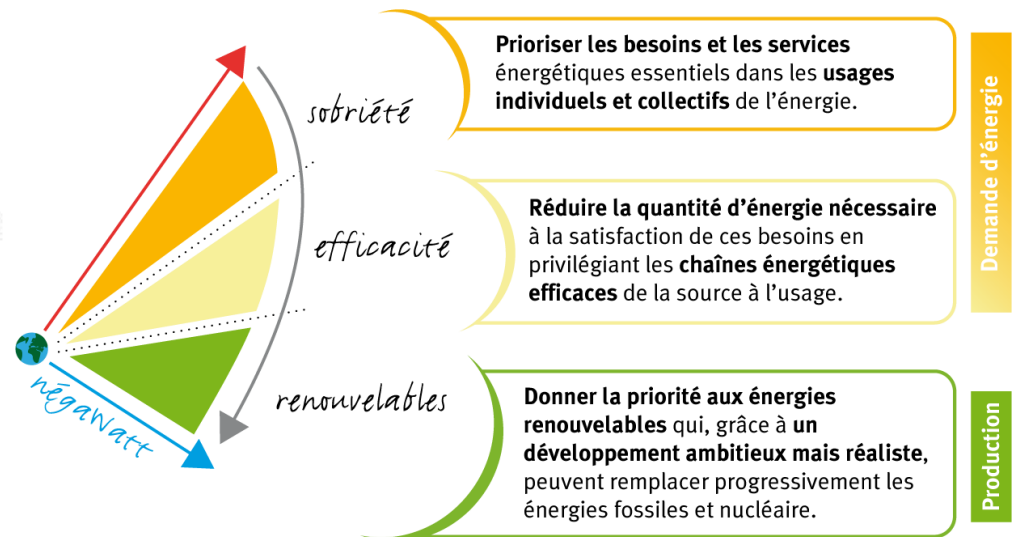 sobriété
Prioriser les besoins et les services
énergétiques essentiels dans les usages
individuels et collectifs de l'énergie.
efficacité
Réduire la quantité d'énergie nécessaire
à la satisfaction de ces besoins en
privilégiant les chaînes énergétiques
efficaces de la source à l'usage.
Demande d'énergie
négaWatt
renouvelables
Donner la priorité aux énergies
renouvelables qui, grâce à un
développement ambitieux mais réaliste,
peuvent remplacer progressivement les
énergies fossiles et nucléaire.
Production